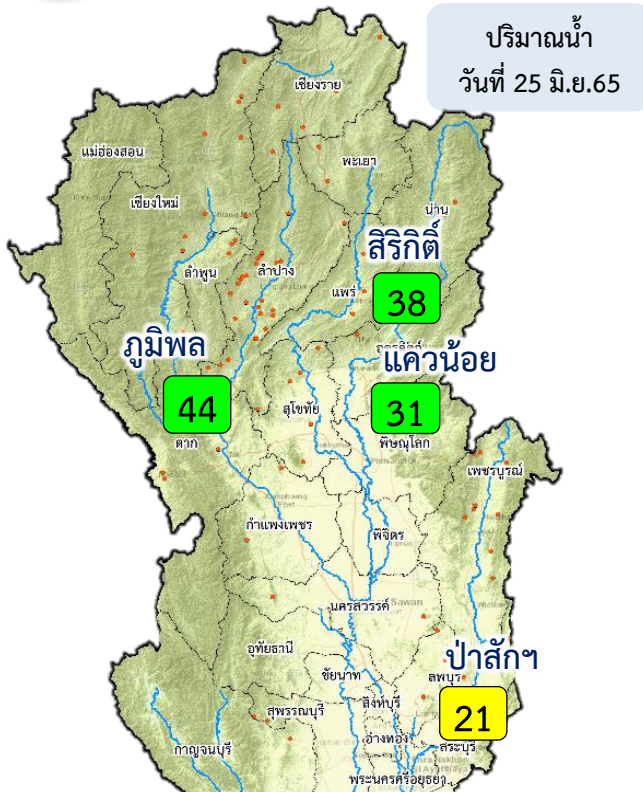 ปริมาณน้ำ
วันที่ 25 มิ.ย.65
เชียงราย
แม่ฮ่องสอน
พะเยา
เชียงใหม่
น่าน
สิริกิติ์
ลำพูน
ลำปาง
แพร่
38
ภูมิพล
แควน้อย
44
สุโขทัย
31
ตาก
พิษณุโลก
เพชรบูรณ์
กำแพงเพชร
พิจิตร
นครสวรรค์
Sawan
อุทัยธานี
ป่าสักฯ
ชัยนาท
ลพบุรี
สุพรรณบุรี
สิงห์บุรี
21
อ่างทอง
กาญจนบุรี
สระบุรี
พระนครศรีอยุธยา